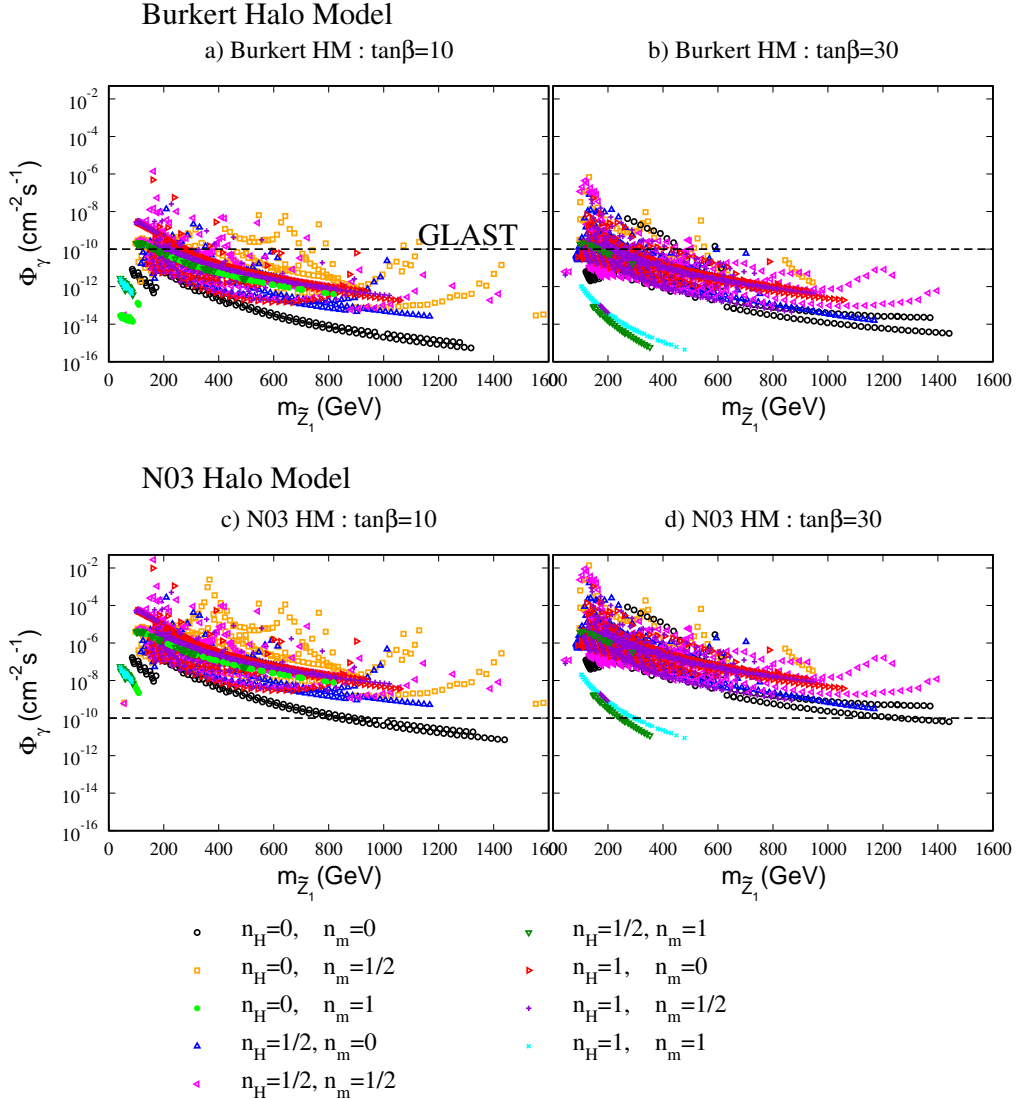 Burkert Halo Model
a) Burkert HM : tanβ=10
b) Burkert HM : tanβ=30
Φγ (cm⁻²s⁻¹)
10⁻²
10⁻⁴
10⁻⁶
10⁻⁸
10⁻¹⁰
10⁻¹²
10⁻¹⁴
10⁻¹⁶
GLAST
0 200 400 600 800 1000 1200 1400 1600
200 400 600 800 1000 1200 1400 1600
m_Z̃₁ (GeV)
m_Z̃₁ (GeV)
N03 Halo Model
c) N03 HM : tanβ=10
d) N03 HM : tanβ=30
Φγ (cm⁻²s⁻¹)
10⁻²
10⁻⁴
10⁻⁶
10⁻⁸
10⁻¹⁰
10⁻¹²
10⁻¹⁴
10⁻¹⁶
0 200 400 600 800 1000 1200 1400 1600
200 400 600 800 1000 1200 1400 1600
m_Z̃₁ (GeV)
m_Z̃₁ (GeV)
n_H=0, n_m=0
n_H=0, n_m=1/2
n_H=0, n_m=1
n_H=1/2, n_m=0
n_H=1/2, n_m=1/2
n_H=1/2, n_m=1
n_H=1, n_m=0
n_H=1, n_m=1/2
n_H=1, n_m=1